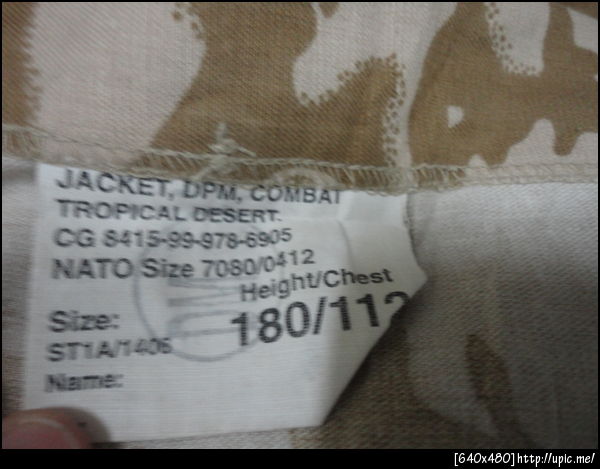 JACKET, DPM, COMBAT
TROPICAL DESERT.
CG 8415-99-978-6905
NATO Size 7080/0412
Height/Chest
Size: 180/112
ST1A/1406
Name:
[640x480]http://upic.me/